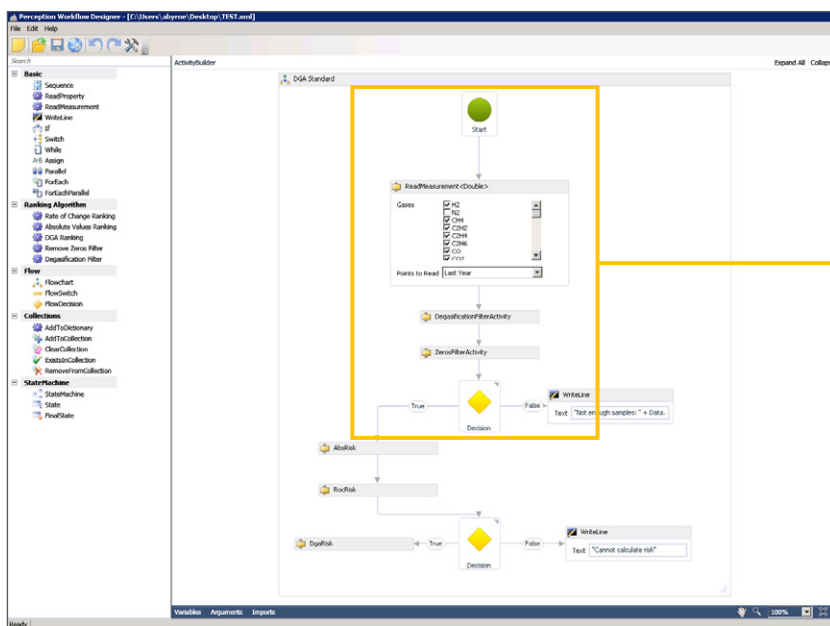 Perception Workflow Designer - [C:\Users\abyrne\Desktop\TEST.xml]
File Edit Help
Search
Basic
Sequence
ReadProperty
ReadMeasurement
WriteLine
If
Switch
While
A=B Assign
Parallel
ForEach
ForEachParallel
Ranking Algorithm
Rate of Change Ranking
Absolute Values Ranking
DGA Ranking
Remove Zeros Filter
Degasification Filter
Flow
Flowchart
FlowSwitch
FlowDecision
Collections
AddToDictionary
AddToCollection
ClearCollection
ExistsInCollection
RemoveFromCollection
StateMachine
StateMachine
State
FinalState
ActivityBuilder
Expand All Collaps
DGA Standard
Start
ReadMeasurement<Double>
Gases
H2
N2
CH4
C2H2
C2H4
C2H6
CO
CO2
Points to Read Last Year
DegasificationFilterActivity
ZerosFilterActivity
True
Decision
False
WriteLine
Text "Not enough samples: " + Data.
AbsRisk
RocRisk
DgaRisk
True
Decision
False
WriteLine
Text "Cannot calculate risk"
Variables Arguments Imports
100%
Ready